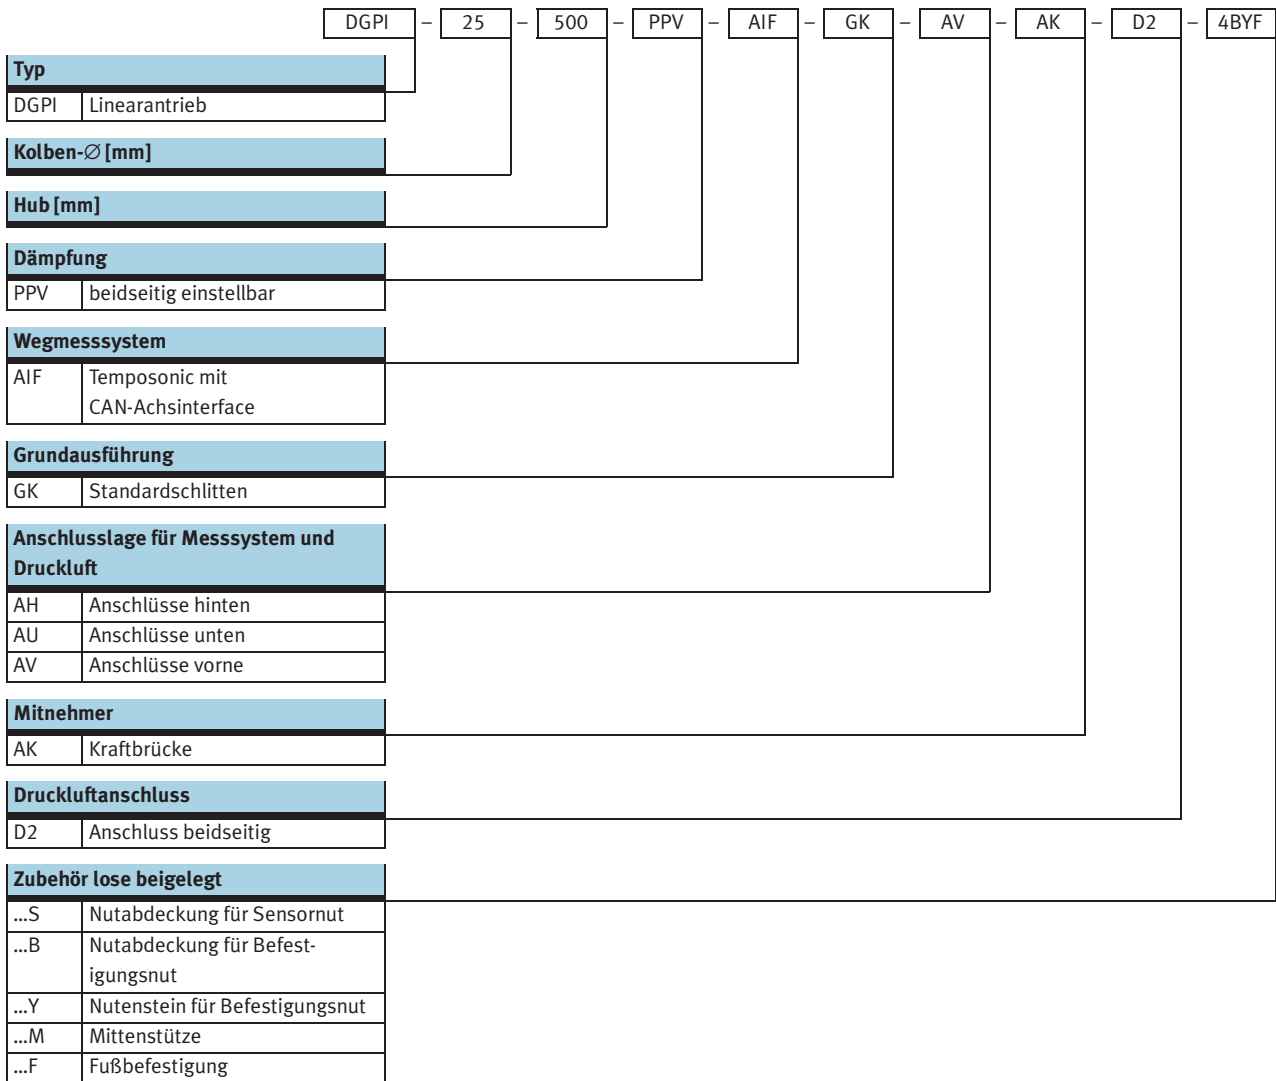 DGPI – 25 – 500 – PPV – AIF – GK – AV – AK – D2 – 4BYF
Typ
DGPI Linearantrieb
Kolben-∅ [mm]
Hub [mm]
Dämpfung
PPV beidseitig einstellbar
Wegmesssystem
AIF Temposonic mit
CAN-Achsinterface
Grundausführung
GK Standardschlitten
Anschlusslage für Messsystem und
Druckluft
AH Anschlüsse hinten
AU Anschlüsse unten
AV Anschlüsse vorne
Mitnehmer
AK Kraftbrücke
Druckluftanschluss
D2 Anschluss beidseitig
Zubehör lose beigelegt
...S Nutabdeckung für Sensornut
...B Nutabdeckung für Befest-
igungsnut
...Y Nutenstein für Befestigungsnut
...M Mittenstütze
...F Fußbefestigung